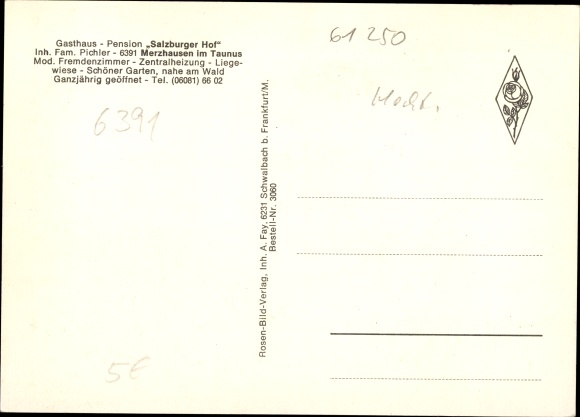 Gasthaus - Pension „Salzburger Hof“
Inh. Fam. Pichler - 6391 Merzhausen im Taunus
Mod. Fremdenzimmer - Zentralheizung - Liege-
wiese - Schöner Garten, nahe am Wald
Ganzjährig geöffnet - Tel. (06081) 66 02
6391
5€
Rosen-Bild-Verlag, Inh. A. Fay, 6231 Schwalbach b. Frankfurt/M.
Bestell-Nr. 3060
61250